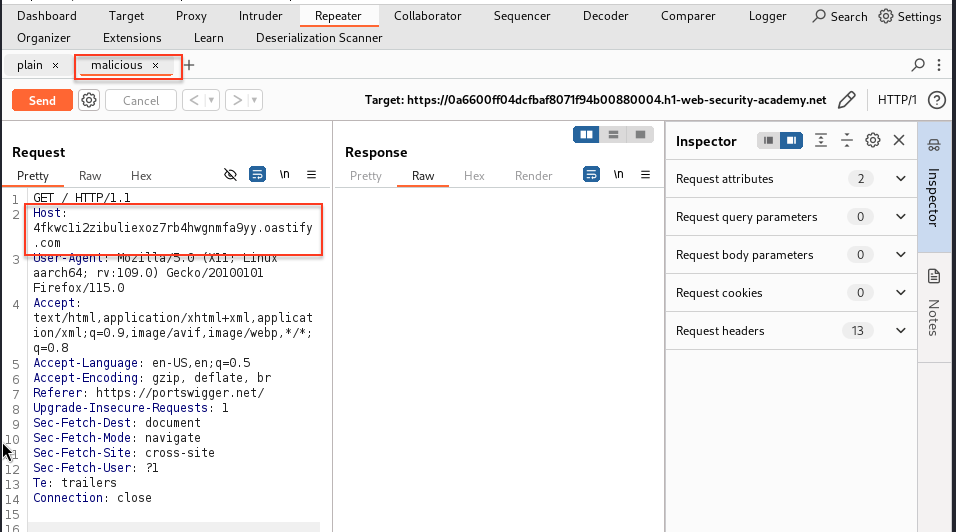 Dashboard Target Proxy Intruder Repeater Collaborator Sequencer Decoder Comparer Logger Search Settings
Organizer Extensions Learn Deserialization Scanner
plain × malicious × +
Send Cancel < > Target: https://0a6600ff04dcfbaf8071f94b00880004.h1-web-security-academy.net HTTP/1 ?
Request
Pretty Raw Hex \n
1 GET / HTTP/1.1
2 Host:
4fkwc1i2zibuliexoz7rb4hwgnmfa9yy.oastify
.com
3 User-Agent: Mozilla/5.0 (X11; Linux
aarch64; rv:109.0) Gecko/20100101
Firefox/115.0
4 Accept:
text/html,application/xhtml+xml,applicat
ion/xml;q=0.9,image/avif,image/webp,*/*;
q=0.8
5 Accept-Language: en-US,en;q=0.5
6 Accept-Encoding: gzip, deflate, br
7 Referer: https://portswigger.net/
8 Upgrade-Insecure-Requests: 1
9 Sec-Fetch-Dest: document
10 Sec-Fetch-Mode: navigate
11 Sec-Fetch-Site: cross-site
12 Sec-Fetch-User: ?1
13 Te: trailers
14 Connection: close
15
16
Response
Pretty Raw Hex Render \n
Inspector
Request attributes 2
Request query parameters 0
Request body parameters 0
Request cookies 0
Request headers 13
Inspector
Notes